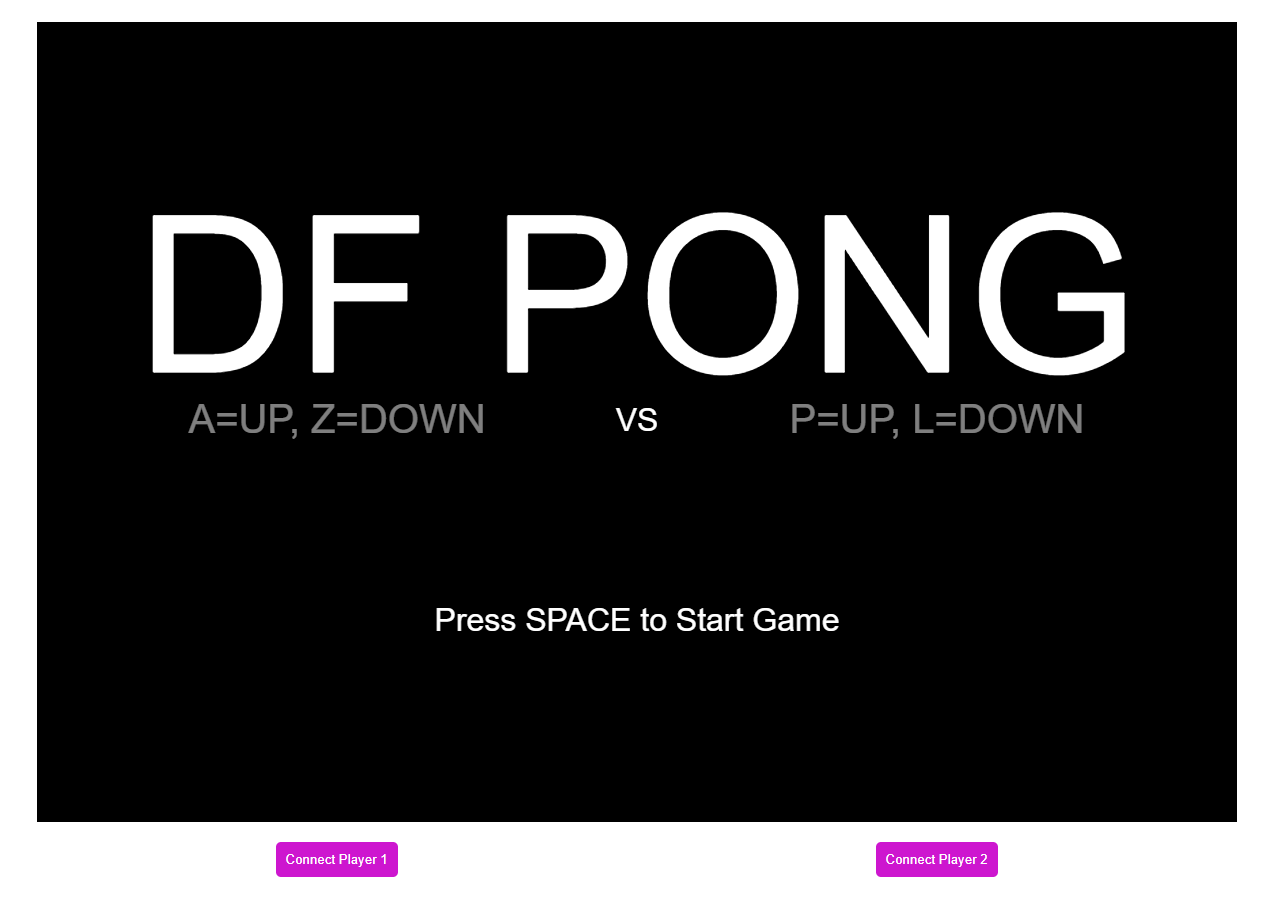 DF PONG
A=UP, Z=DOWN VS P=UP, L=DOWN
Press SPACE to Start Game
Connect Player 1 Connect Player 2